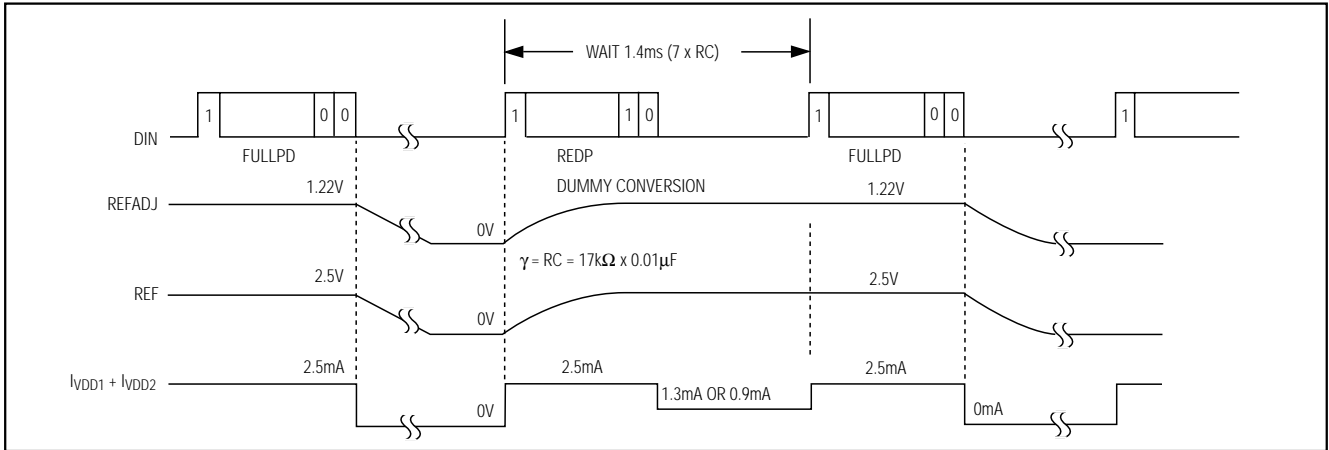 WAIT 1.4ms (7 x RC)
DIN
1 0 0 1 1 0 1 0 0 1
FULLPD REDP FULLPD
DUMMY CONVERSION
REFADJ
1.22V 0V 1.22V
γ = RC = 17kΩ x 0.01µF
REF
2.5V 0V 2.5V
IVDD1 + IVDD2
2.5mA 0V 2.5mA 1.3mA OR 0.9mA 2.5mA 0mA